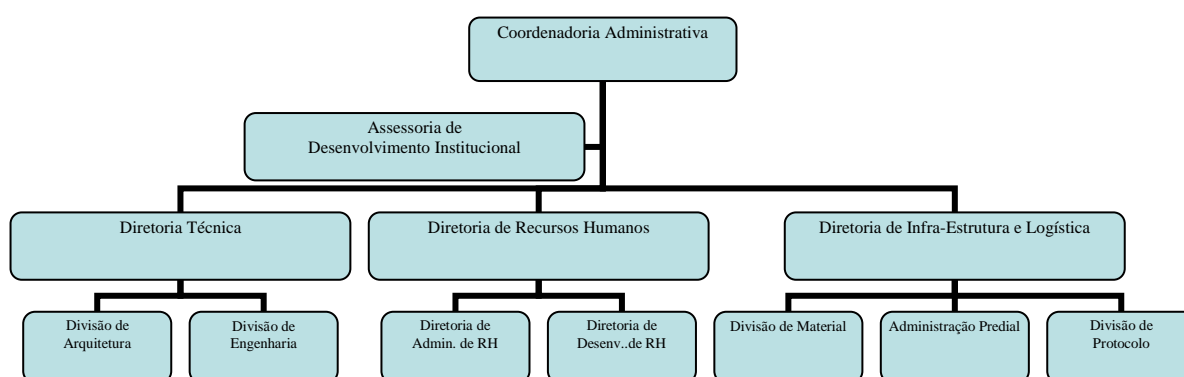 Coordenadoria Administrativa
Assessoria de
Desenvolvimento Institucional
Diretoria Técnica
Diretoria de Recursos Humanos
Diretoria de Infra-Estrutura e Logística
Divisão de
Arquitetura
Divisão de
Engenharia
Diretoria de
Admin. de RH
Diretoria de
Desenv..de RH
Divisão de Material
Administração Predial
Divisão de
Protocolo